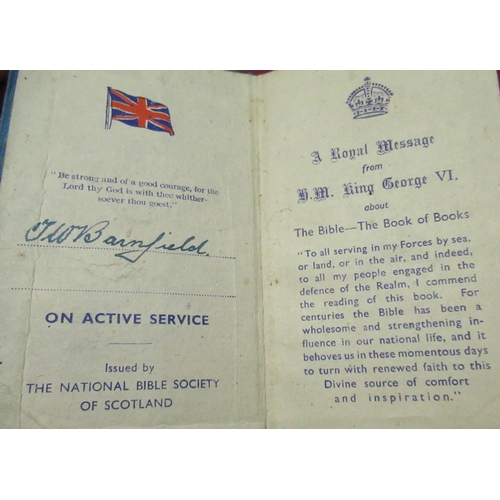 "Be strong and of a good courage, for the
Lord thy God is with thee whither-
soever thou goest."
J W Barnfield.
ON ACTIVE SERVICE
Issued by
THE NATIONAL BIBLE SOCIETY
OF SCOTLAND
A Royal Message
from
H.M. King George VI.
about
The Bible—The Book of Books
"To all serving in my Forces by sea,
or land, or in the air, and indeed,
to all my people engaged in the
defence of the Realm, I commend
the reading of this book. For
centuries the Bible has been a
wholesome and strengthening in-
fluence in our national life, and it
behoves us in these momentous days
to turn with renewed faith to this
Divine source of comfort
and inspiration."